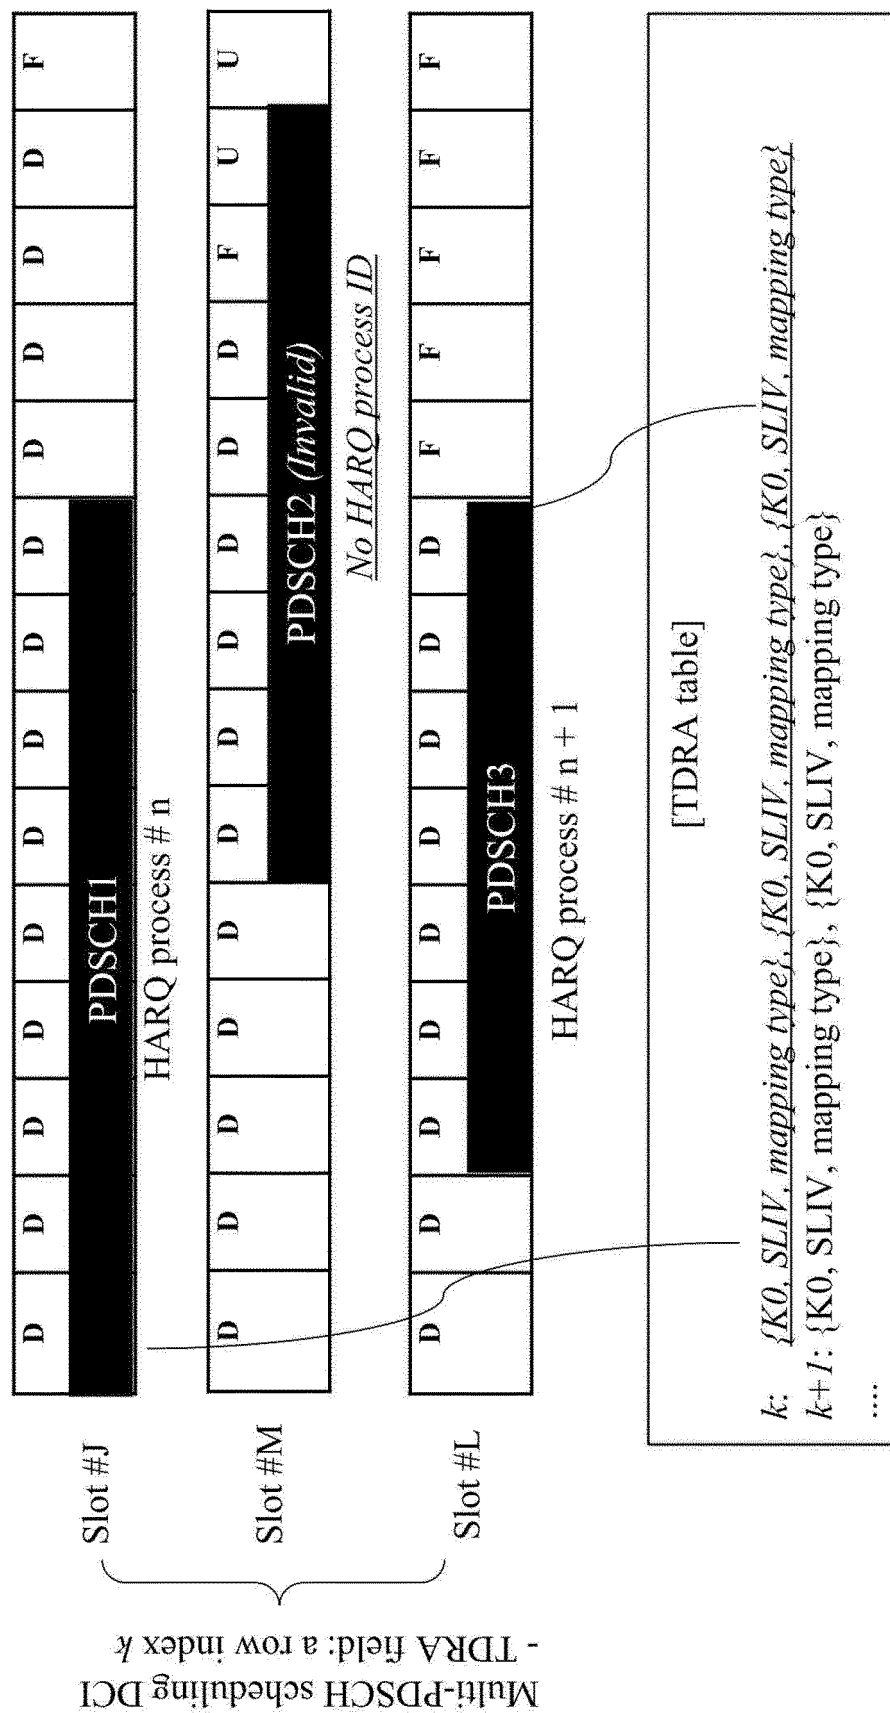 Multi-PDSCH scheduling DCI
- TDRA field: a row index k
Slot #J
D D D D D D D D D D D D D F
PDSCH1
HARQ process # n
Slot #M
D D D D D D D D D D D F U U
PDSCH2 (Invalid)
No HARQ process ID
Slot #L
D D D D D D D D D F F F F F
PDSCH3
HARQ process # n + 1
[TDRA table]
k: {K0, SLIV, mapping type}, {K0, SLIV, mapping type}, {K0, SLIV, mapping type}
k+1: {K0, SLIV, mapping type}, {K0, SLIV, mapping type}
....